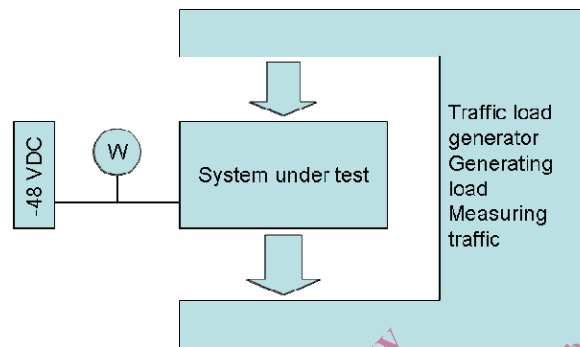 -48 VDC
W
System under test
Traffic load
generator
Generating
load
Measuring
traffic